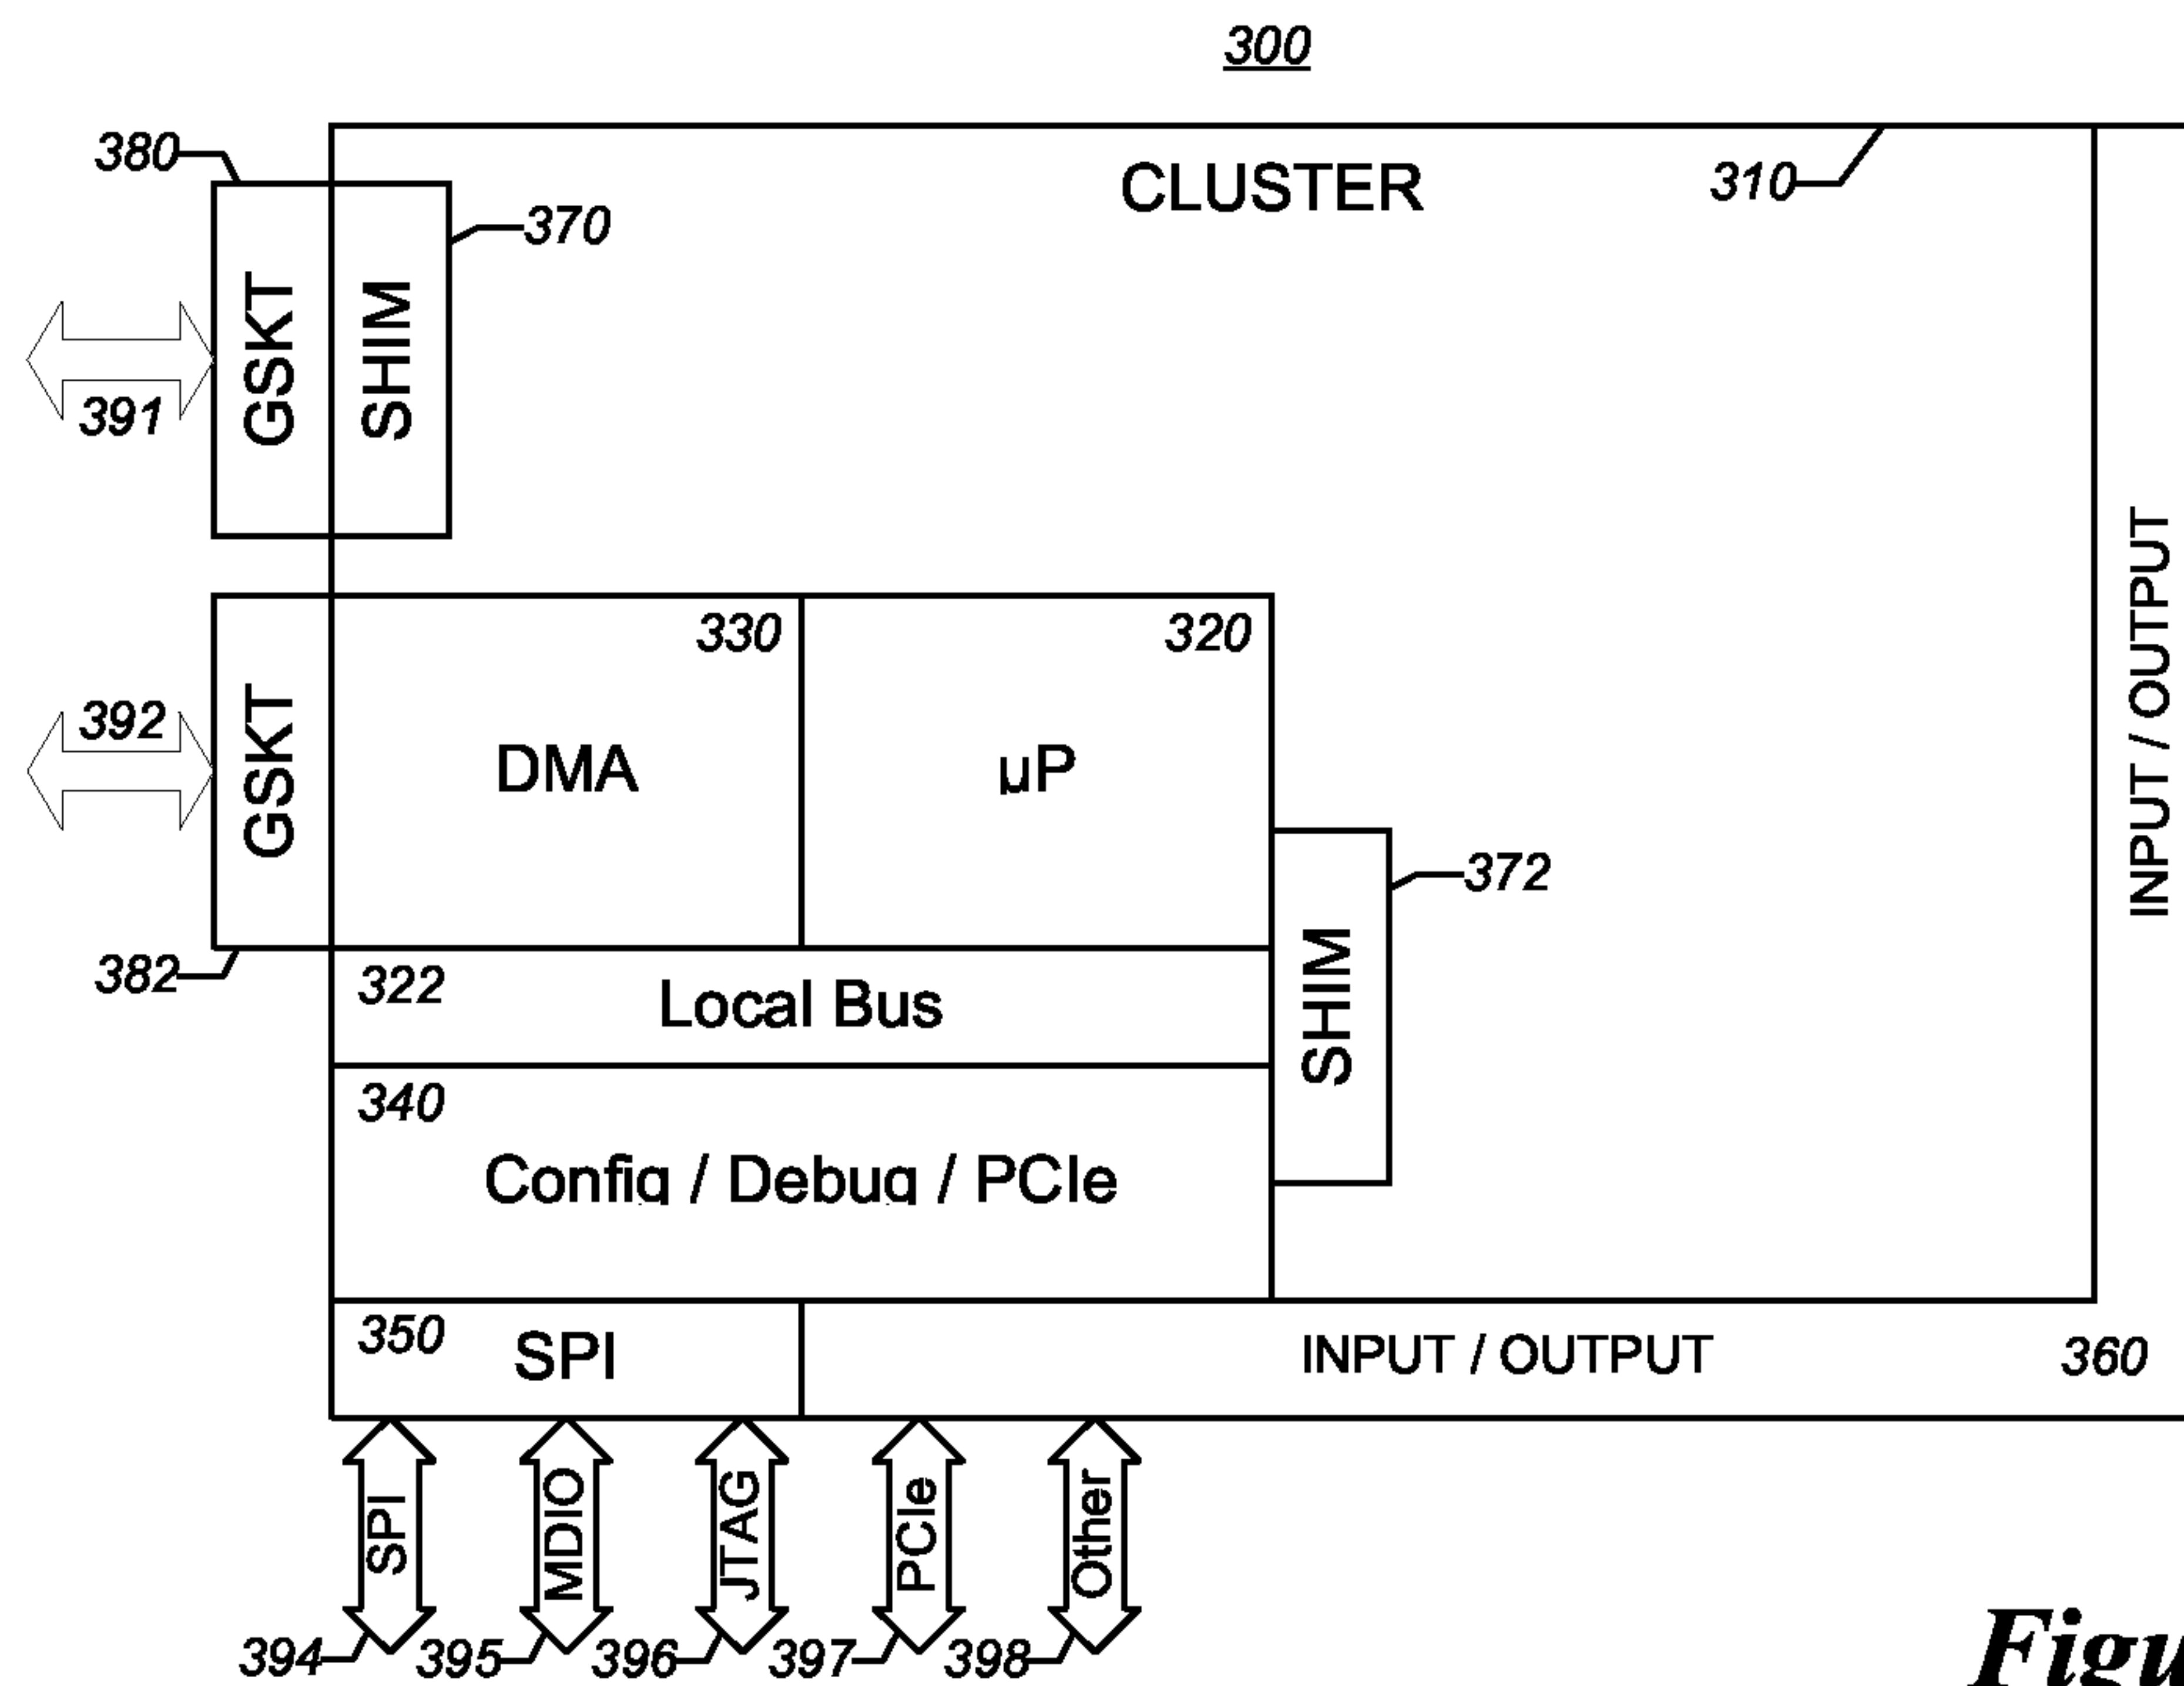 300
380
CLUSTER
310
370
GSKT
SHIM
391
INPUT / OUTPUT
330
320
392
GSKT
DMA
µP
372
382
322
Local Bus
SHIM
340
Config / Debug / PCIe
350
SPI
INPUT / OUTPUT
360
SPI
MDIO
JTAG
PCIe
Other
394
395
396
397
398
Figu